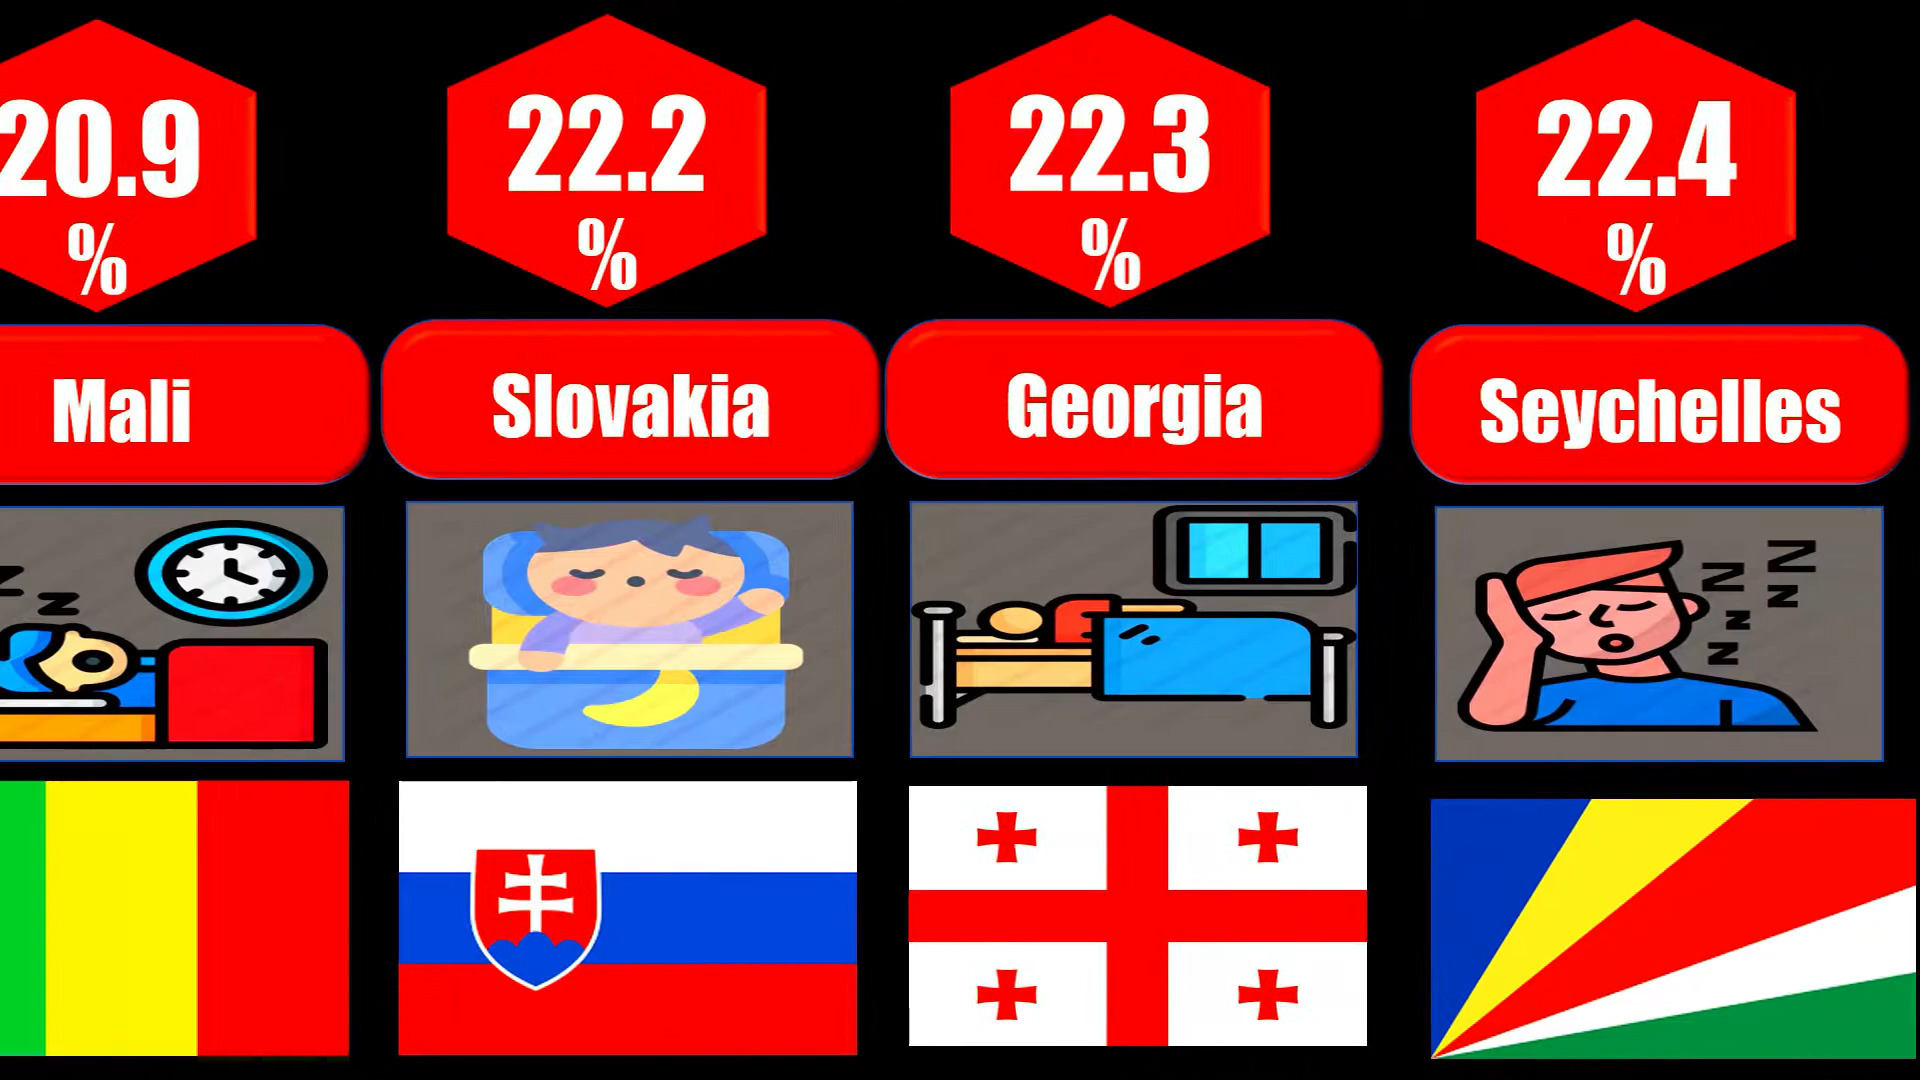 20.9
%
22.2
%
22.3
%
22.4
%
Mali
Slovakia
Georgia
Seychelles
Z
Z
Z
Z
Z
Z
Z
Z